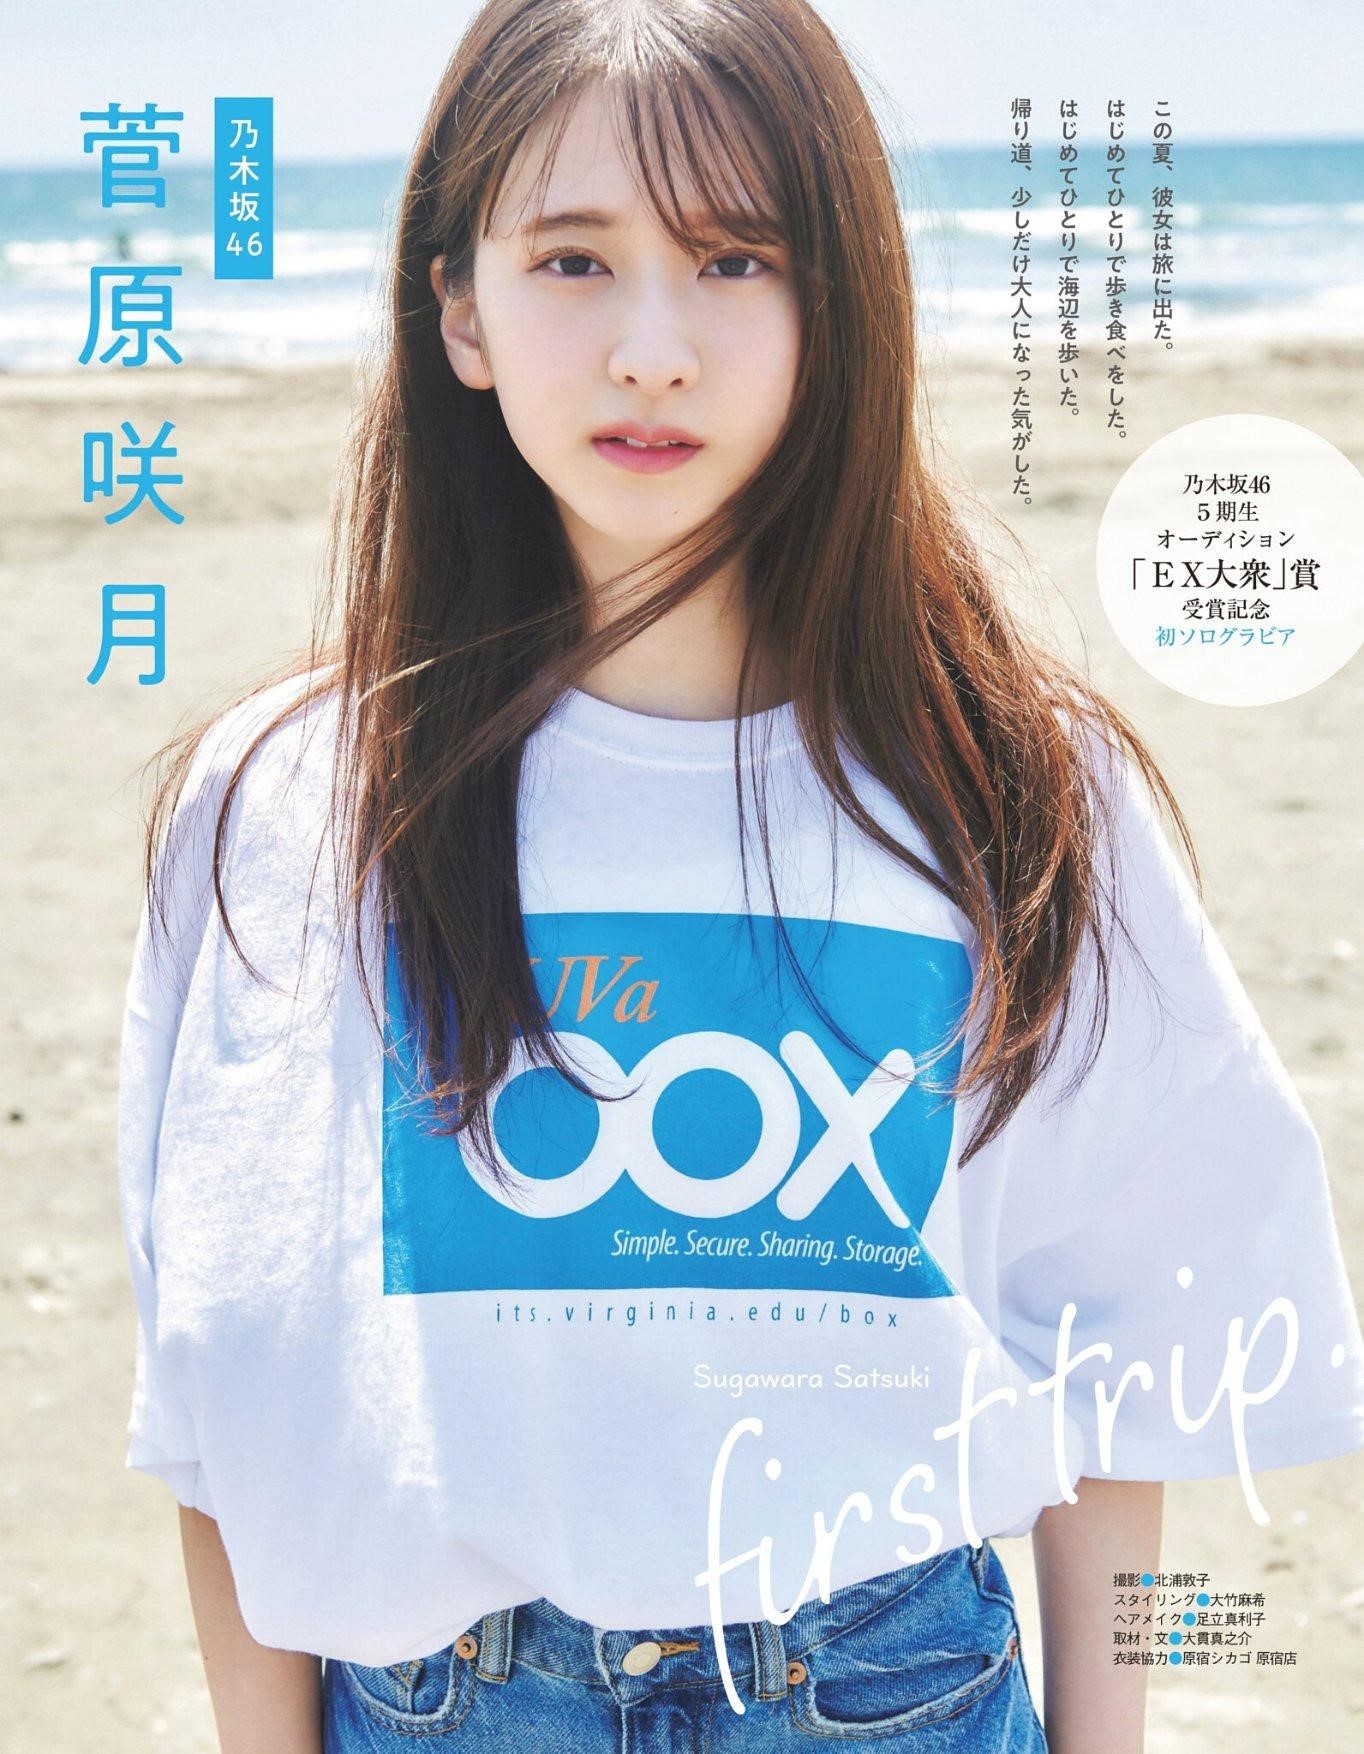 菅原咲月
乃木坂46
この夏、彼女は旅に出た。
はじめてひとりで歩き食べをした。
はじめてひとりで海辺を歩いた。
帰り道、少しだけ大人になった気がした。
乃木坂46
5期生
オーディション
「EX大衆」賞
受賞記念
初ソログラビア
UVa
box
Simple. Secure. Sharing. Storage.
its.virginia.edu/box
Sugawara Satsuki
first trip.
撮影●北浦敦子
スタイリング●大竹麻希
ヘアメイク●足立真利子
取材・文●大貫真之介
衣装協力●原宿シカゴ 原宿店